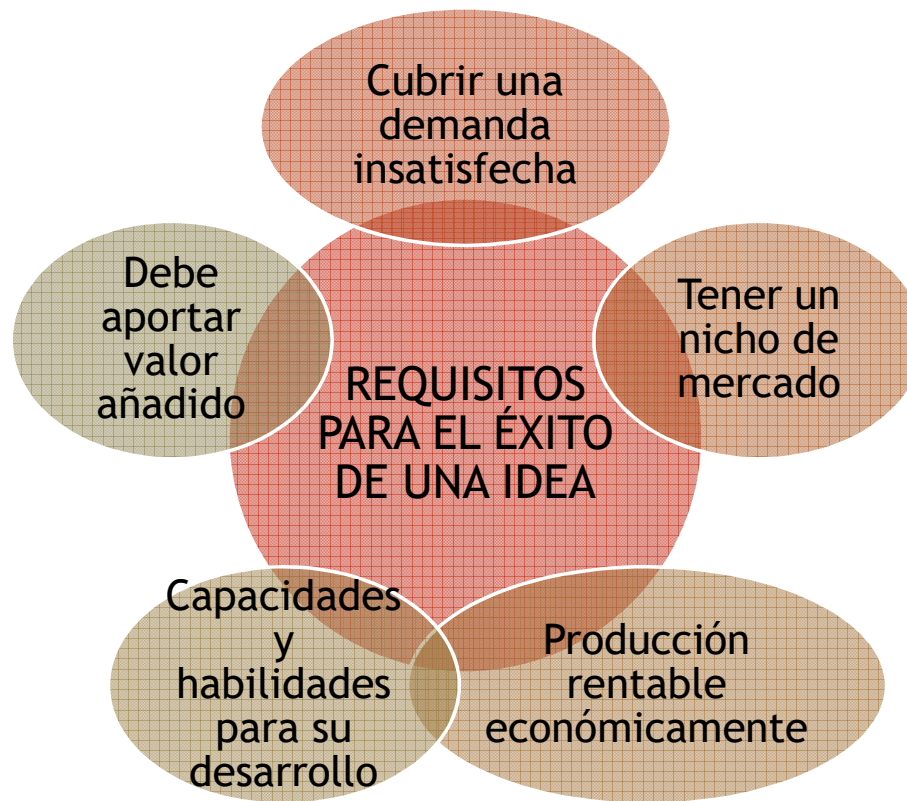 Cubrir una
demanda
insatisfecha
Debe
aportar
valor
añadido
Tener un
nicho de
mercado
REQUISITOS
PARA EL ÉXITO
DE UNA IDEA
Capacidades
y
habilidades
para su
desarrollo
Producción
rentable
económicamente